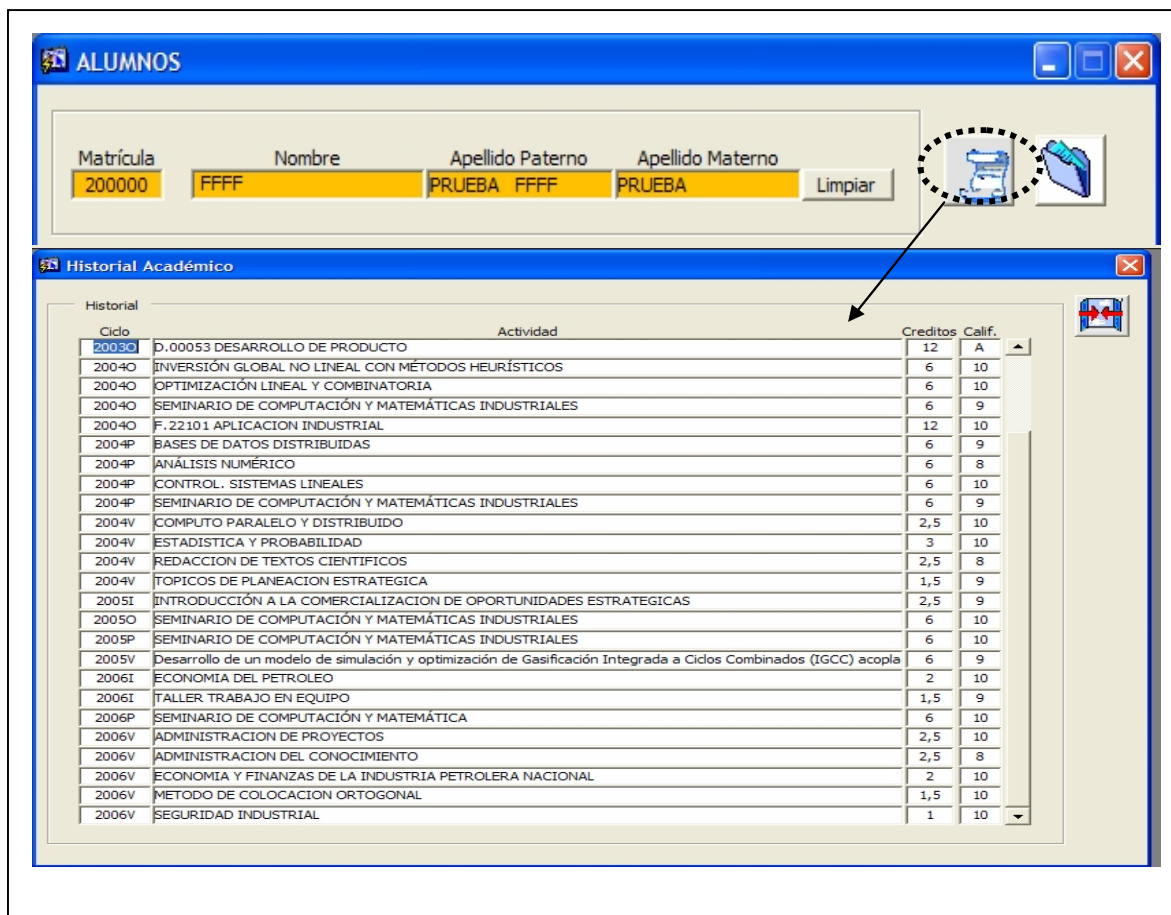 ALUMNOS
Matrícula Nombre Apellido Paterno Apellido Materno
200000 FFFF PRUEBA FFFF PRUEBA Limpiar
Historial Académico
Historial
Ciclo Actividad Creditos Calif.
2003O D.00053 DESARROLLO DE PRODUCTO 12 A
2004O INVERSIÓN GLOBAL NO LINEAL CON MÉTODOS HEURÍSTICOS 6 10
2004O OPTIMIZACIÓN LINEAL Y COMBINATORIA 6 10
2004O SEMINARIO DE COMPUTACIÓN Y MATEMÁTICAS INDUSTRIALES 6 9
2004O F.22101 APLICACION INDUSTRIAL 12 10
2004P BASES DE DATOS DISTRIBUIDAS 6 9
2004P ANÁLISIS NUMÉRICO 6 8
2004P CONTROL. SISTEMAS LINEALES 6 10
2004P SEMINARIO DE COMPUTACIÓN Y MATEMÁTICAS INDUSTRIALES 6 9
2004V COMPUTO PARALELO Y DISTRIBUIDO 2,5 10
2004V ESTADISTICA Y PROBABILIDAD 3 10
2004V REDACCION DE TEXTOS CIENTIFICOS 2,5 8
2004V TOPICOS DE PLANEACION ESTRATEGICA 1,5 9
2005I INTRODUCCIÓN A LA COMERCIALIZACION DE OPORTUNIDADES ESTRATEGICAS 2,5 9
2005O SEMINARIO DE COMPUTACIÓN Y MATEMÁTICAS INDUSTRIALES 6 10
2005P SEMINARIO DE COMPUTACIÓN Y MATEMÁTICAS INDUSTRIALES 6 10
2005V Desarrollo de un modelo de simulación y optimización de Gasificación Integrada a Ciclos Combinados (IGCC) acopla 6 9
2006I ECONOMIA DEL PETROLEO 2 10
2006I TALLER TRABAJO EN EQUIPO 1,5 9
2006P SEMINARIO DE COMPUTACIÓN Y MATEMÁTICA 6 10
2006V ADMINISTRACION DE PROYECTOS 2,5 10
2006V ADMINISTRACION DEL CONOCIMIENTO 2,5 8
2006V ECONOMIA Y FINANZAS DE LA INDUSTRIA PETROLERA NACIONAL 2 10
2006V METODO DE COLOCACION ORTOGONAL 1,5 10
2006V SEGURIDAD INDUSTRIAL 1 10